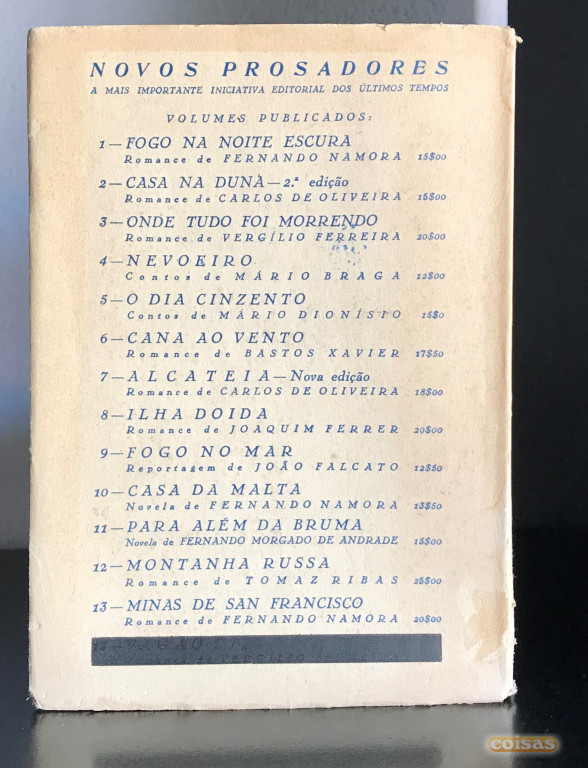 NOVOS PROSADORES
A MAIS IMPORTANTE INICIATIVA EDITORIAL DOS ÚLTIMOS TEMPOS
VOLUMES PUBLICADOS:
1—FOGO NA NOITE ESCURA
Romance de FERNANDO NAMORA 15$00
2—CASA NA DUNA—2.ª edição
Romance de CARLOS DE OLIVEIRA 15$00
3—ONDE TUDO FOI MORRENDO
Romance de VERGÍLIO FERREIRA 20$00
4—NEVOEIRO
Contos de MÁRIO BRAGA 12$00
5—O DIA CINZENTO
Contos de MÁRIO DIONÍSIO 15$0
6—CANA AO VENTO
Romance de BASTOS XAVIER 17$50
7—ALCATEIA—Nova edição
Romance de CARLOS DE OLIVEIRA 18$00
8—ILHA DOIDA
Romance de JOAQUIM FERRER 20$00
9—FOGO NO MAR
Reportagem de JOÃO FALCATO 12$50
10—CASA DA MALTA
Novela de FERNANDO NAMORA 13$50
11—PARA ALÉM DA BRUMA
Novela de FERNANDO MORGADO DE ANDRADE 15$00
12—MONTANHA RUSSA
Romance de TOMAZ RIBAS 25$00
13—MINAS DE SAN FRANCISCO
Romance de FERNANDO NAMORA 20$00
coisas